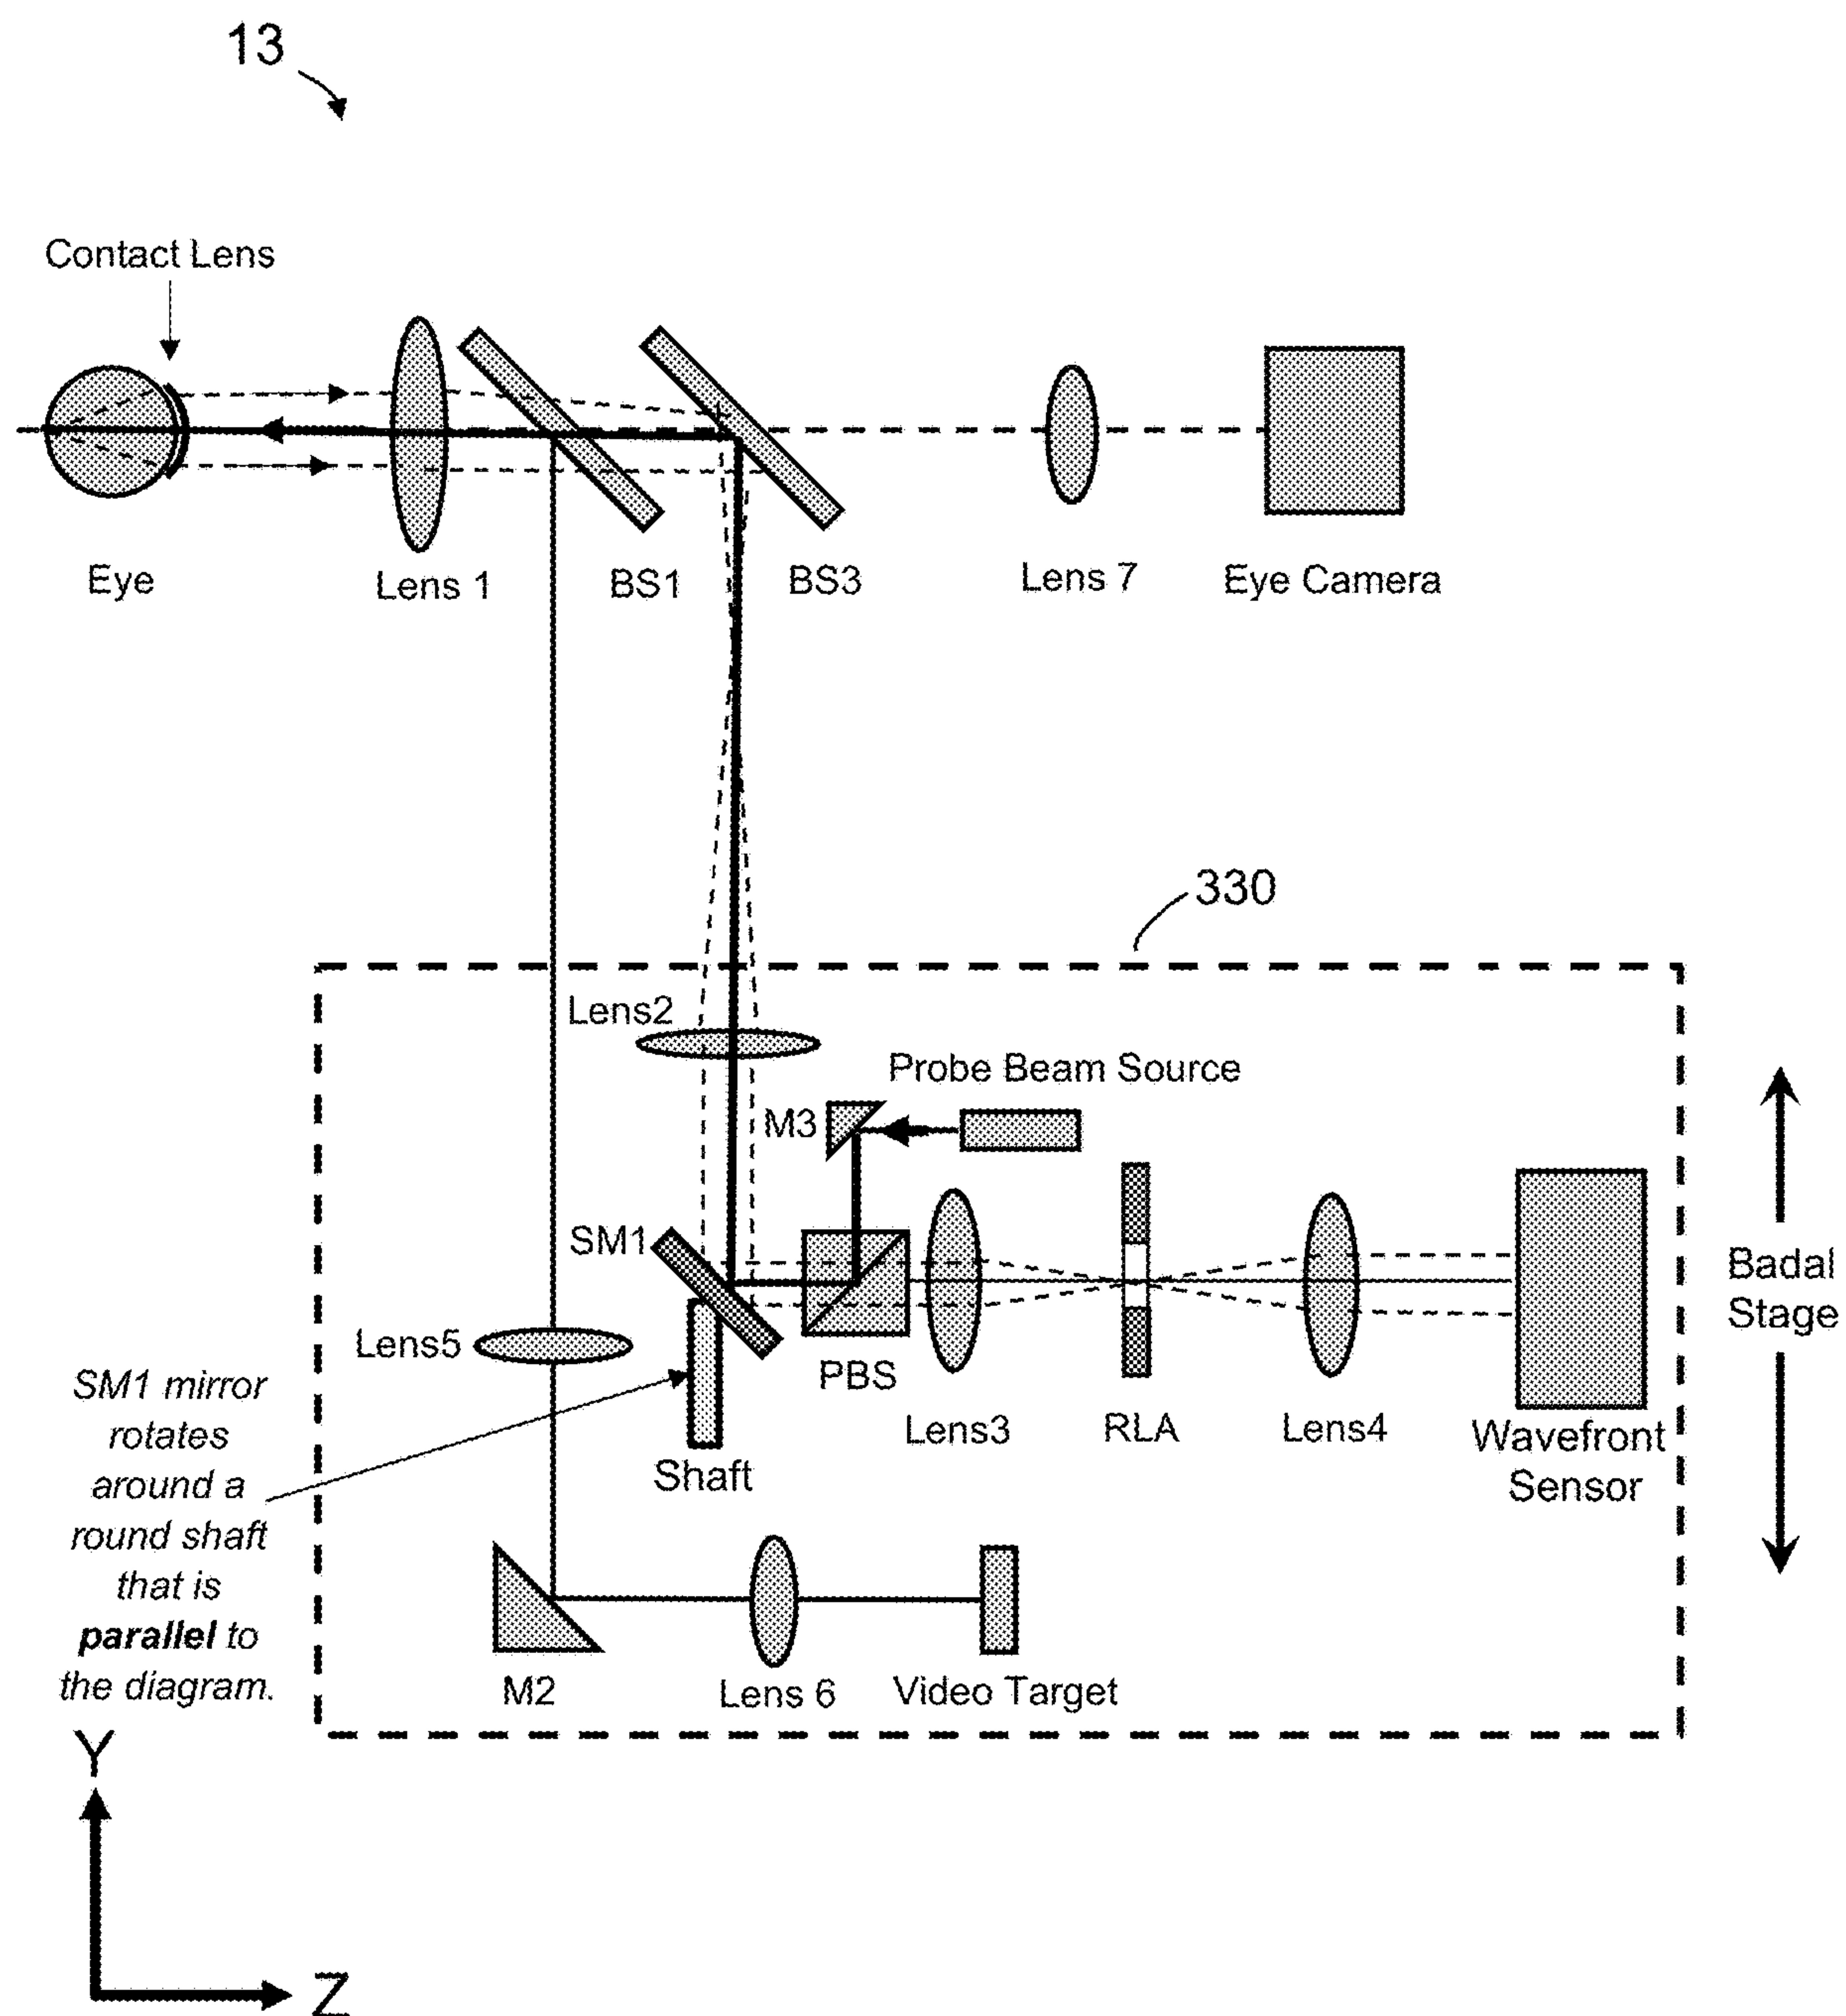 13
Contact Lens
Eye
Lens 1
BS1
BS3
Lens 7
Eye Camera
330
Lens2
Probe Beam Source
M3
SM1
PBS
Lens3
RLA
Lens4
Wavefront
Sensor
Badal
Stage
Lens5
Shaft
SM1 mirror
rotates
around a
round shaft
that is
parallel to
the diagram.
M2
Lens 6
Video Target
Y
Z